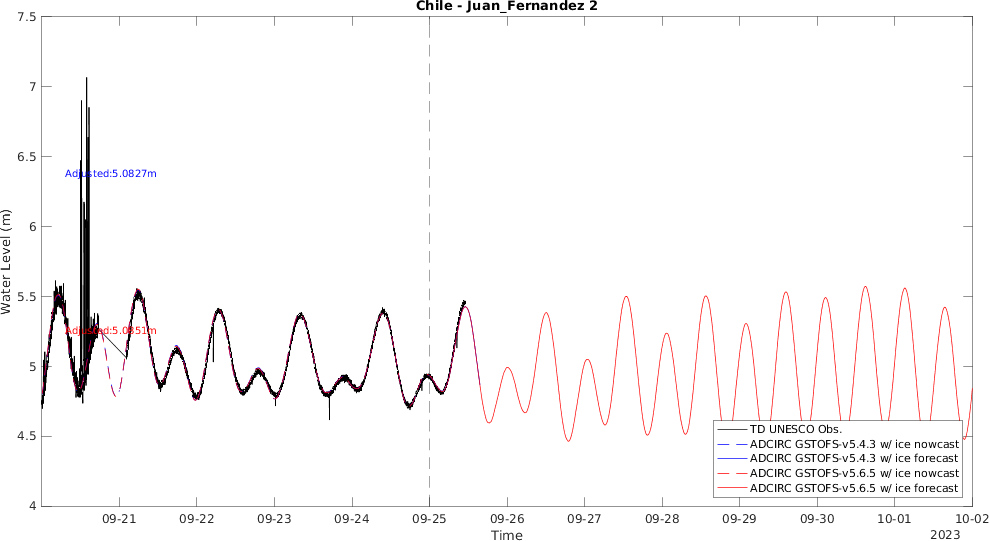 Chile - Juan_Fernandez 2
7.5
7
6.5
6
5.5
5
4.5
4
Water Level (m)
Adjusted:5.0827m
Adjusted:5.0851m
TD UNESCO Obs.
ADCIRC GSTOFS-v5.4.3 w/ ice nowcast
ADCIRC GSTOFS-v5.4.3 w/ ice forecast
ADCIRC GSTOFS-v5.6.5 w/ ice nowcast
ADCIRC GSTOFS-v5.6.5 w/ ice forecast
09-21 09-22 09-23 09-24 09-25 09-26 09-27 09-28 09-29 09-30 10-01 10-02
Time
2023